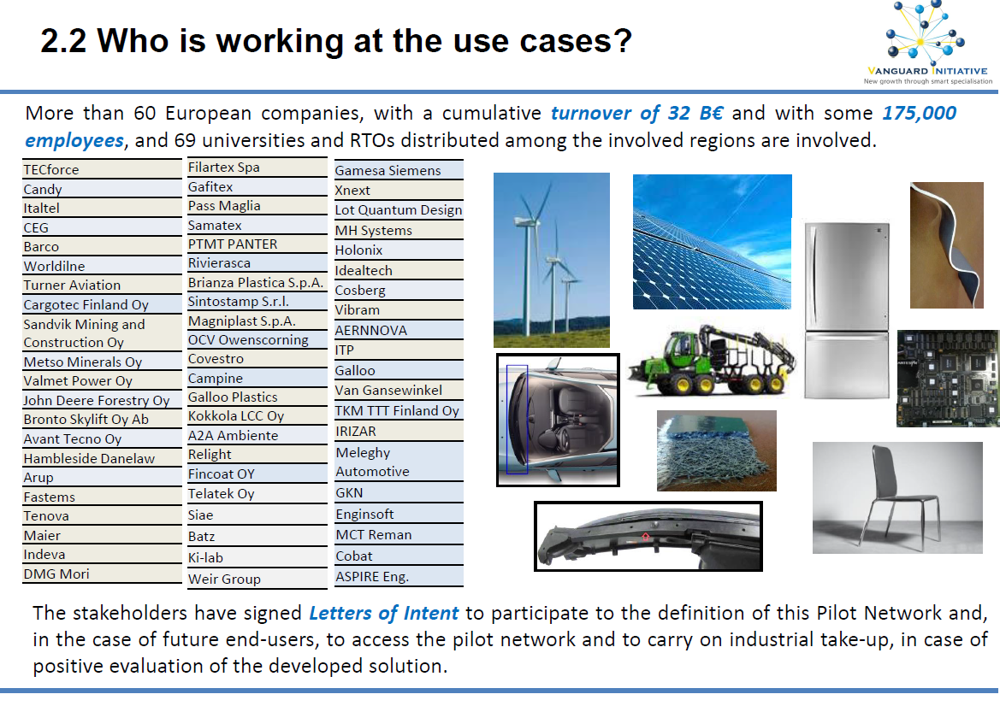 2.2 Who is working at the use cases?
VANGUARD INITIATIVE
New growth through smart specialisation
More than 60 European companies, with a cumulative turnover of 32 B€ and with some 175,000
employees, and 69 universities and RTOs distributed among the involved regions are involved.
TECforce
Candy
Italtel
CEG
Barco
Worldilne
Turner Aviation
Cargotec Finland Oy
Sandvik Mining and
Construction Oy
Metso Minerals Oy
Valmet Power Oy
John Deere Forestry Oy
Bronto Skylift Oy Ab
Avant Tecno Oy
Hambleside Danelaw
Arup
Fastems
Tenova
Maier
Indeva
DMG Mori
Filartex Spa
Gafitex
Pass Maglia
Samatex
PTMT PANTER
Rivierasca
Brianza Plastica S.p.A.
Sintostamp S.r.l.
Magniplast S.p.A.
OCV Owenscorning
Covestro
Campine
Galloo Plastics
Kokkola LCC Oy
A2A Ambiente
Relight
Fincoat OY
Telatek Oy
Siae
Batz
Ki-lab
Weir Group
Gamesa Siemens
Xnext
Lot Quantum Design
MH Systems
Holonix
Idealtech
Cosberg
Vibram
AERNNOVA
ITP
Galloo
Van Gansewinkel
TKM TTT Finland Oy
IRIZAR
Meleghy
Automotive
GKN
Enginsoft
MCT Reman
Cobat
ASPIRE Eng.
The stakeholders have signed Letters of Intent to participate to the definition of this Pilot Network and,
in the case of future end-users, to access the pilot network and to carry on industrial take-up, in case of
positive evaluation of the developed solution.